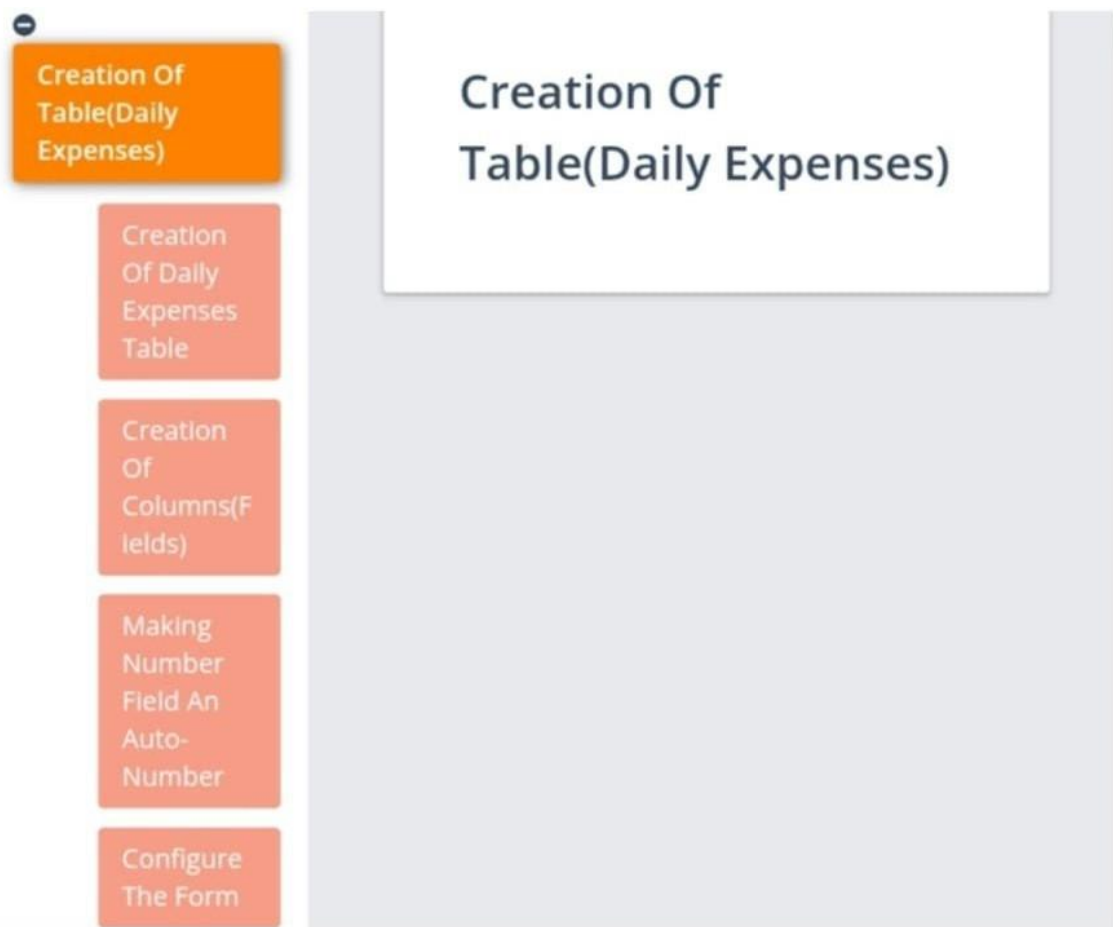 Creation Of
Table(Daily
Expenses)
Creation
Of Daily
Expenses
Table
Creation
Of
Columns(F
ields)
Making
Number
Field An
Auto-
Number
Configure
The Form
Creation Of
Table(Daily Expenses)